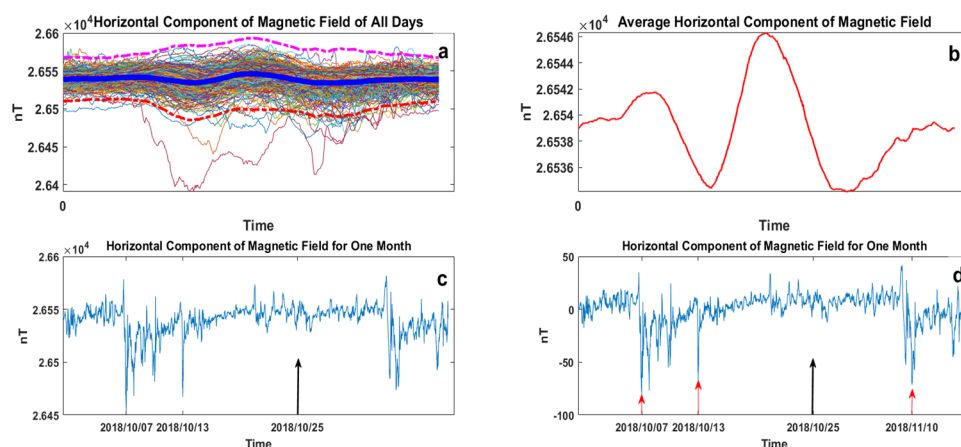 ×10⁴ Horizontal Component of Magnetic Field of All Days
2.66
2.655
2.65
2.645
2.64
nT
a
0
Time
×10⁴ Average Horizontal Component of Magnetic Field
2.6546
2.654
2.654
2.654
2.6536
nT
b
0
Time
×10⁴ Horizontal Component of Magnetic Field for One Month
2.66
2.655
2.65
2.645
nT
c
2018/10/07 2018/10/13 2018/10/25
Time
Horizontal Component of Magnetic Field for One Month
50
0
-50
-100
nT
d
2018/10/07 2018/10/13 2018/10/25 2018/11/10
Time